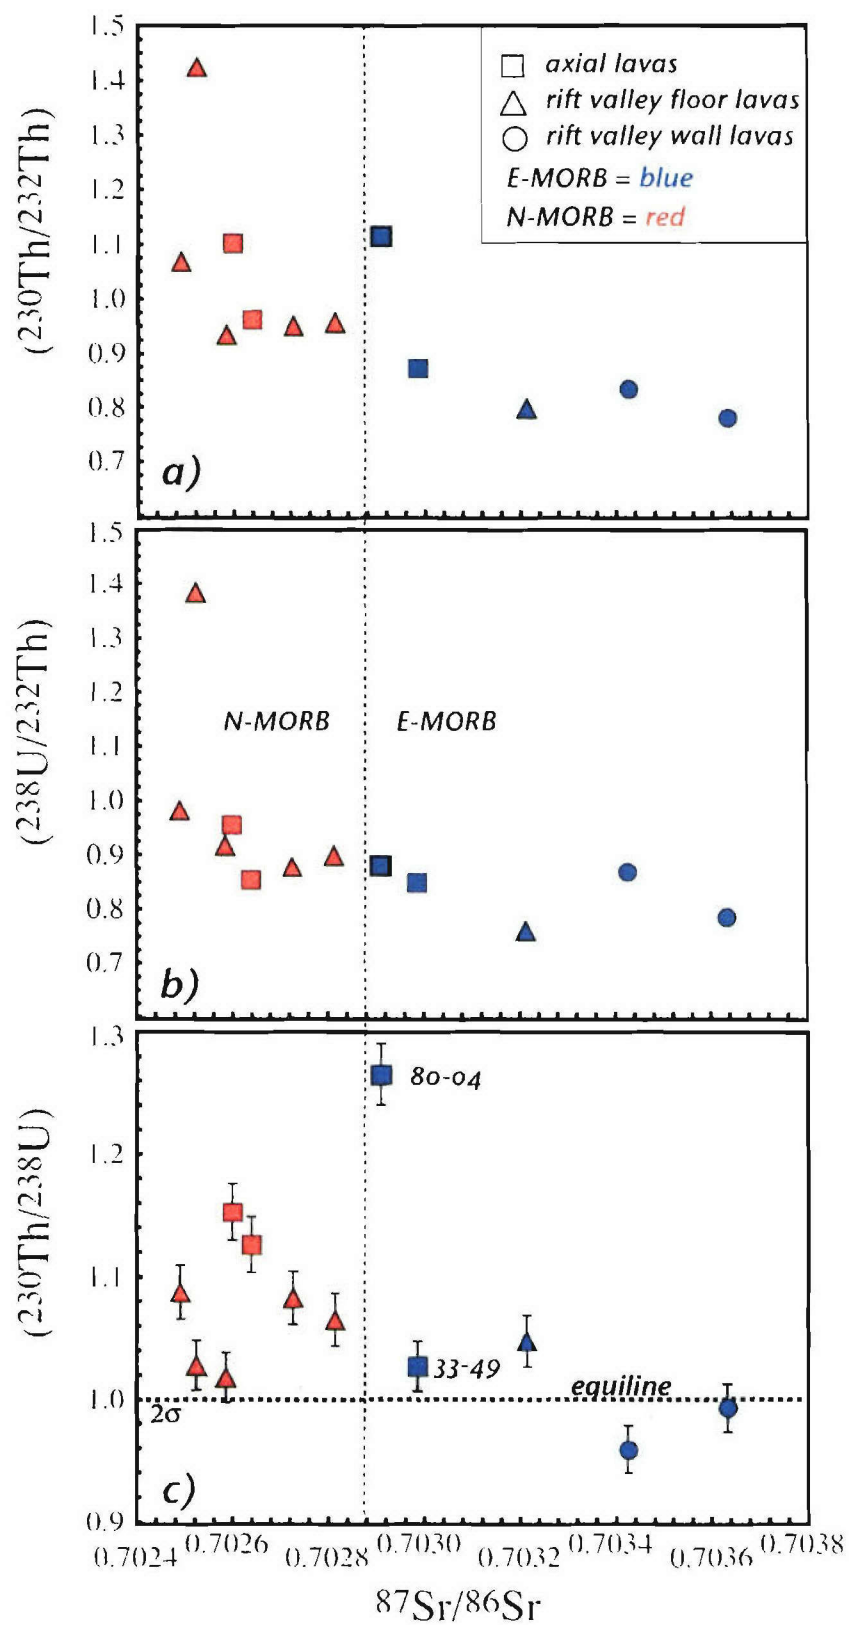 1.5
1.4
1.3
1.2
1.1
1.0
0.9
0.8
0.7
(230Th/232Th)
axial lavas
rift valley floor lavas
rift valley wall lavas
E-MORB = blue
N-MORB = red
a)
1.5
1.4
1.3
1.2
1.1
1.0
0.9
0.8
0.7
(238U/232Th)
N-MORB
E-MORB
b)
1.3
1.2
1.1
1.0
0.9
(230Th/238U)
80-04
33-49
equiline
2σ
c)
0.7024 0.7026 0.7028 0.7030 0.7032 0.7034 0.7036 0.7038
87Sr/86Sr